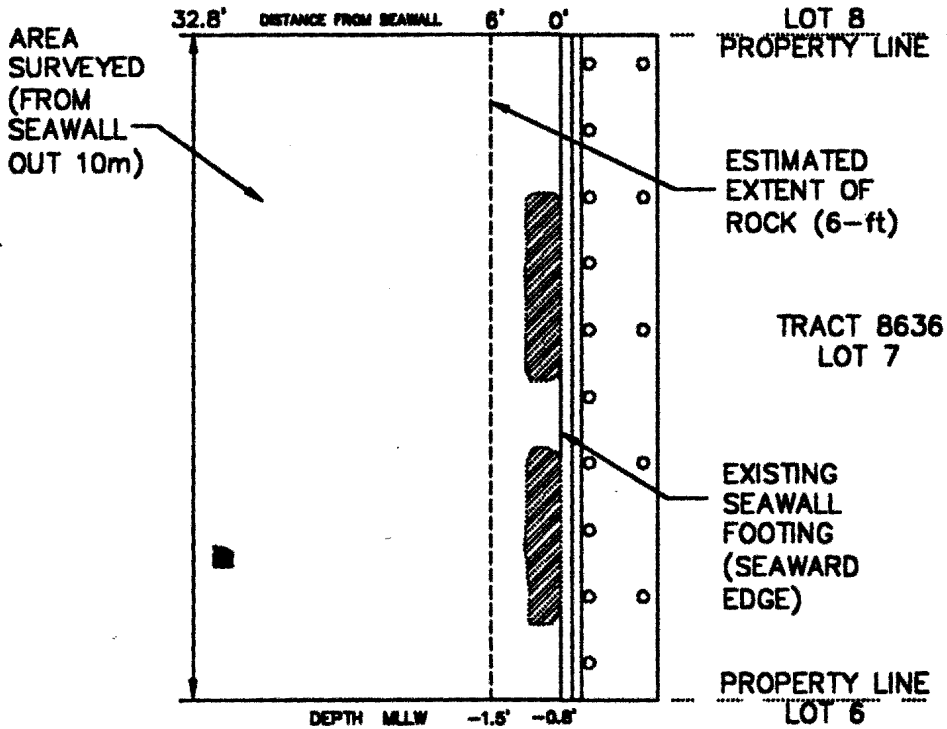 32.8' DISTANCE FROM SEAWALL 6' 0'
LOT 8
PROPERTY LINE
AREA
SURVEYED
(FROM
SEAWALL
OUT 10m)
ESTIMATED
EXTENT OF
ROCK (6-ft)
TRACT 8636
LOT 7
EXISTING
SEAWALL
FOOTING
(SEAWARD
EDGE)
PROPERTY LINE
LOT 6
DEPTH MLLW -1.5' -0.8'